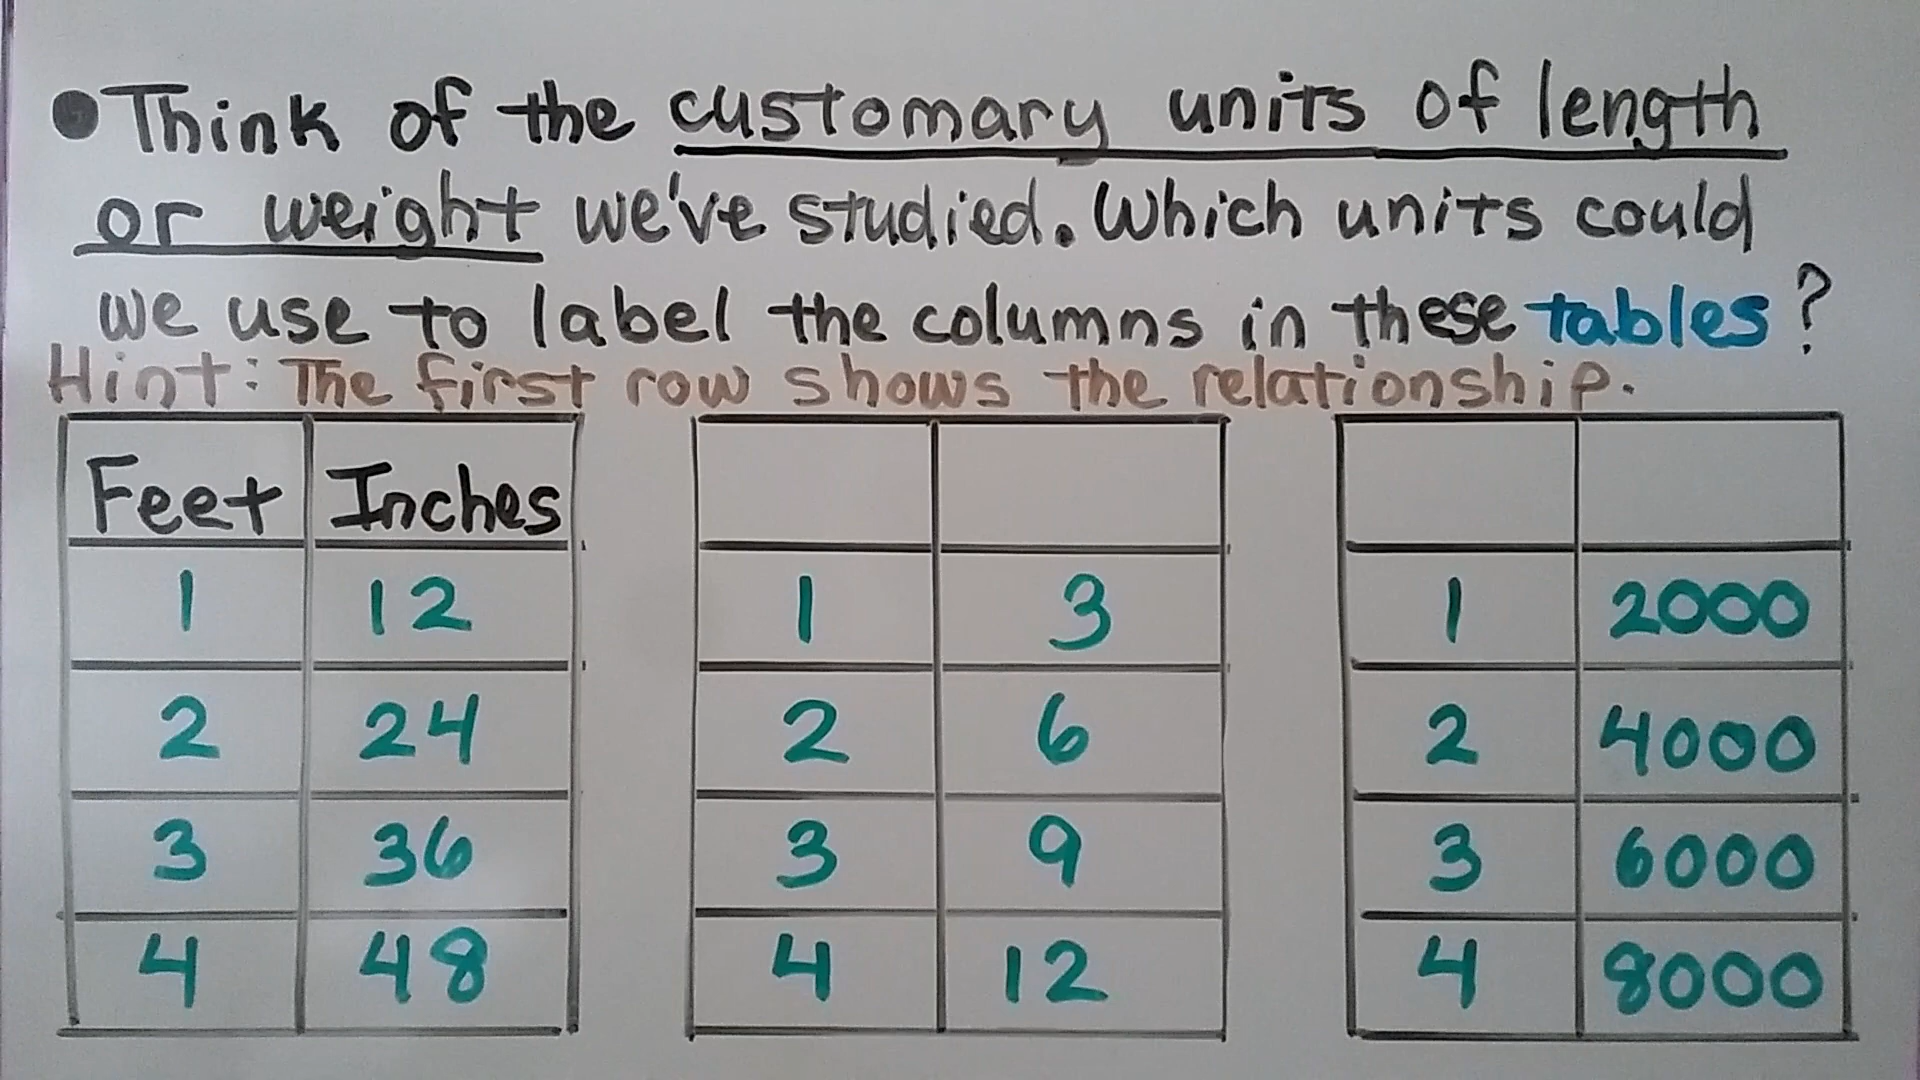 ● Think of the customary units of length
or weight we've studied. Which units could
we use to label the columns in these tables?
Hint: The first row shows the relationship.
Feet Inches
1 12
2 24
3 36
4 48
1 3
2 6
3 9
4 12
1 2000
2 4000
3 6000
4 8000